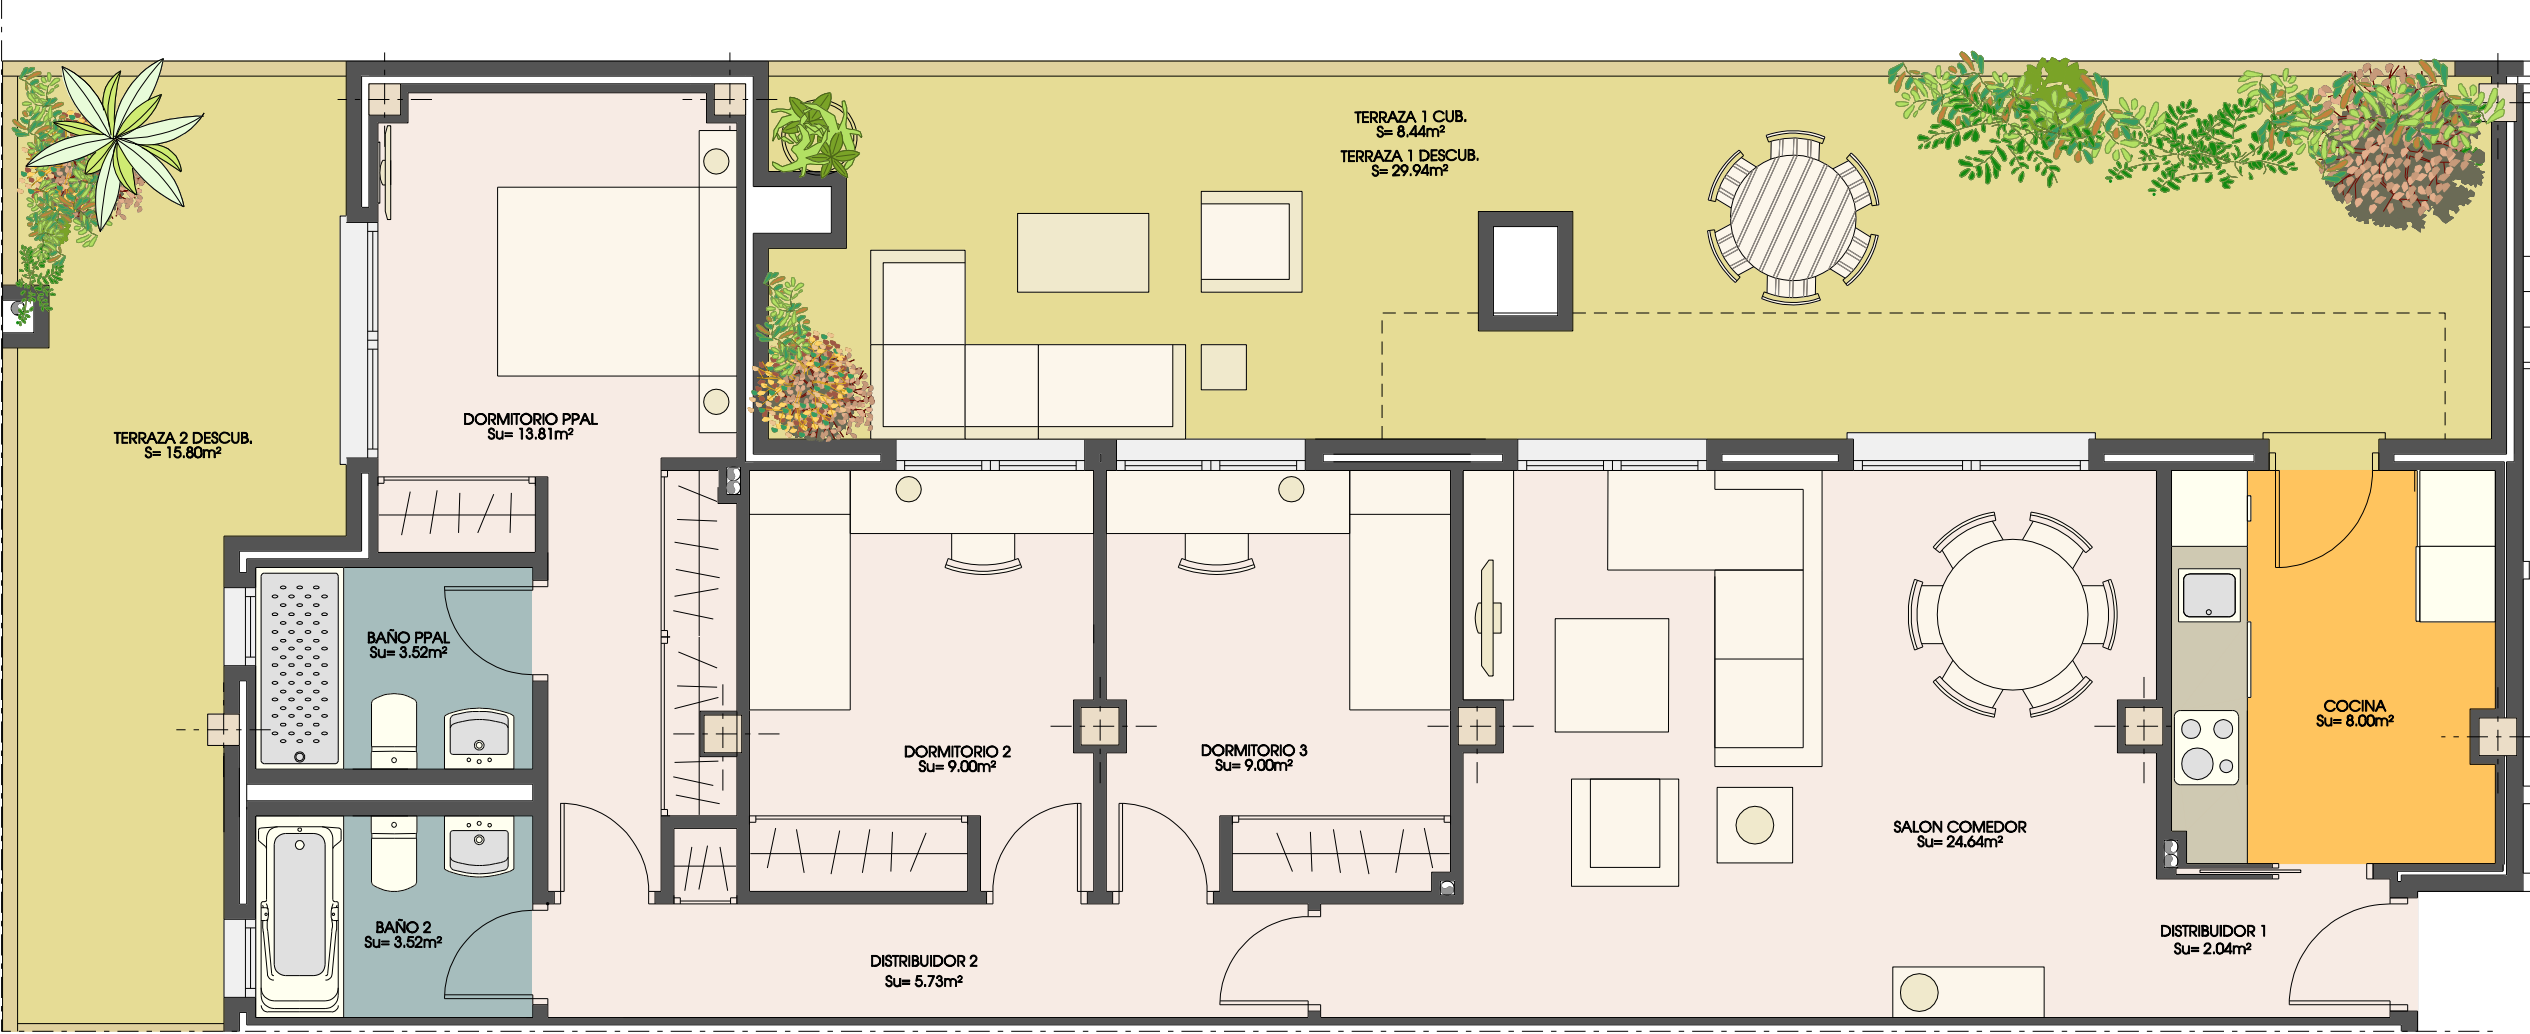 TERRAZA 1 CUB.
S= 8.44m²
TERRAZA 1 DESCUB.
S= 29.94m²
DORMITORIO PPAL
Su= 13.81m²
TERRAZA 2 DESCUB.
S= 15.80m²
BAÑO PPAL
Su= 3.52m²
COCINA
Su= 8.00m²
DORMITORIO 2
Su= 9.00m²
DORMITORIO 3
Su= 9.00m²
SALON COMEDOR
Su= 24.64m²
BAÑO 2
Su= 3.52m²
DISTRIBUIDOR 1
Su= 2.04m²
DISTRIBUIDOR 2
Su= 5.73m²